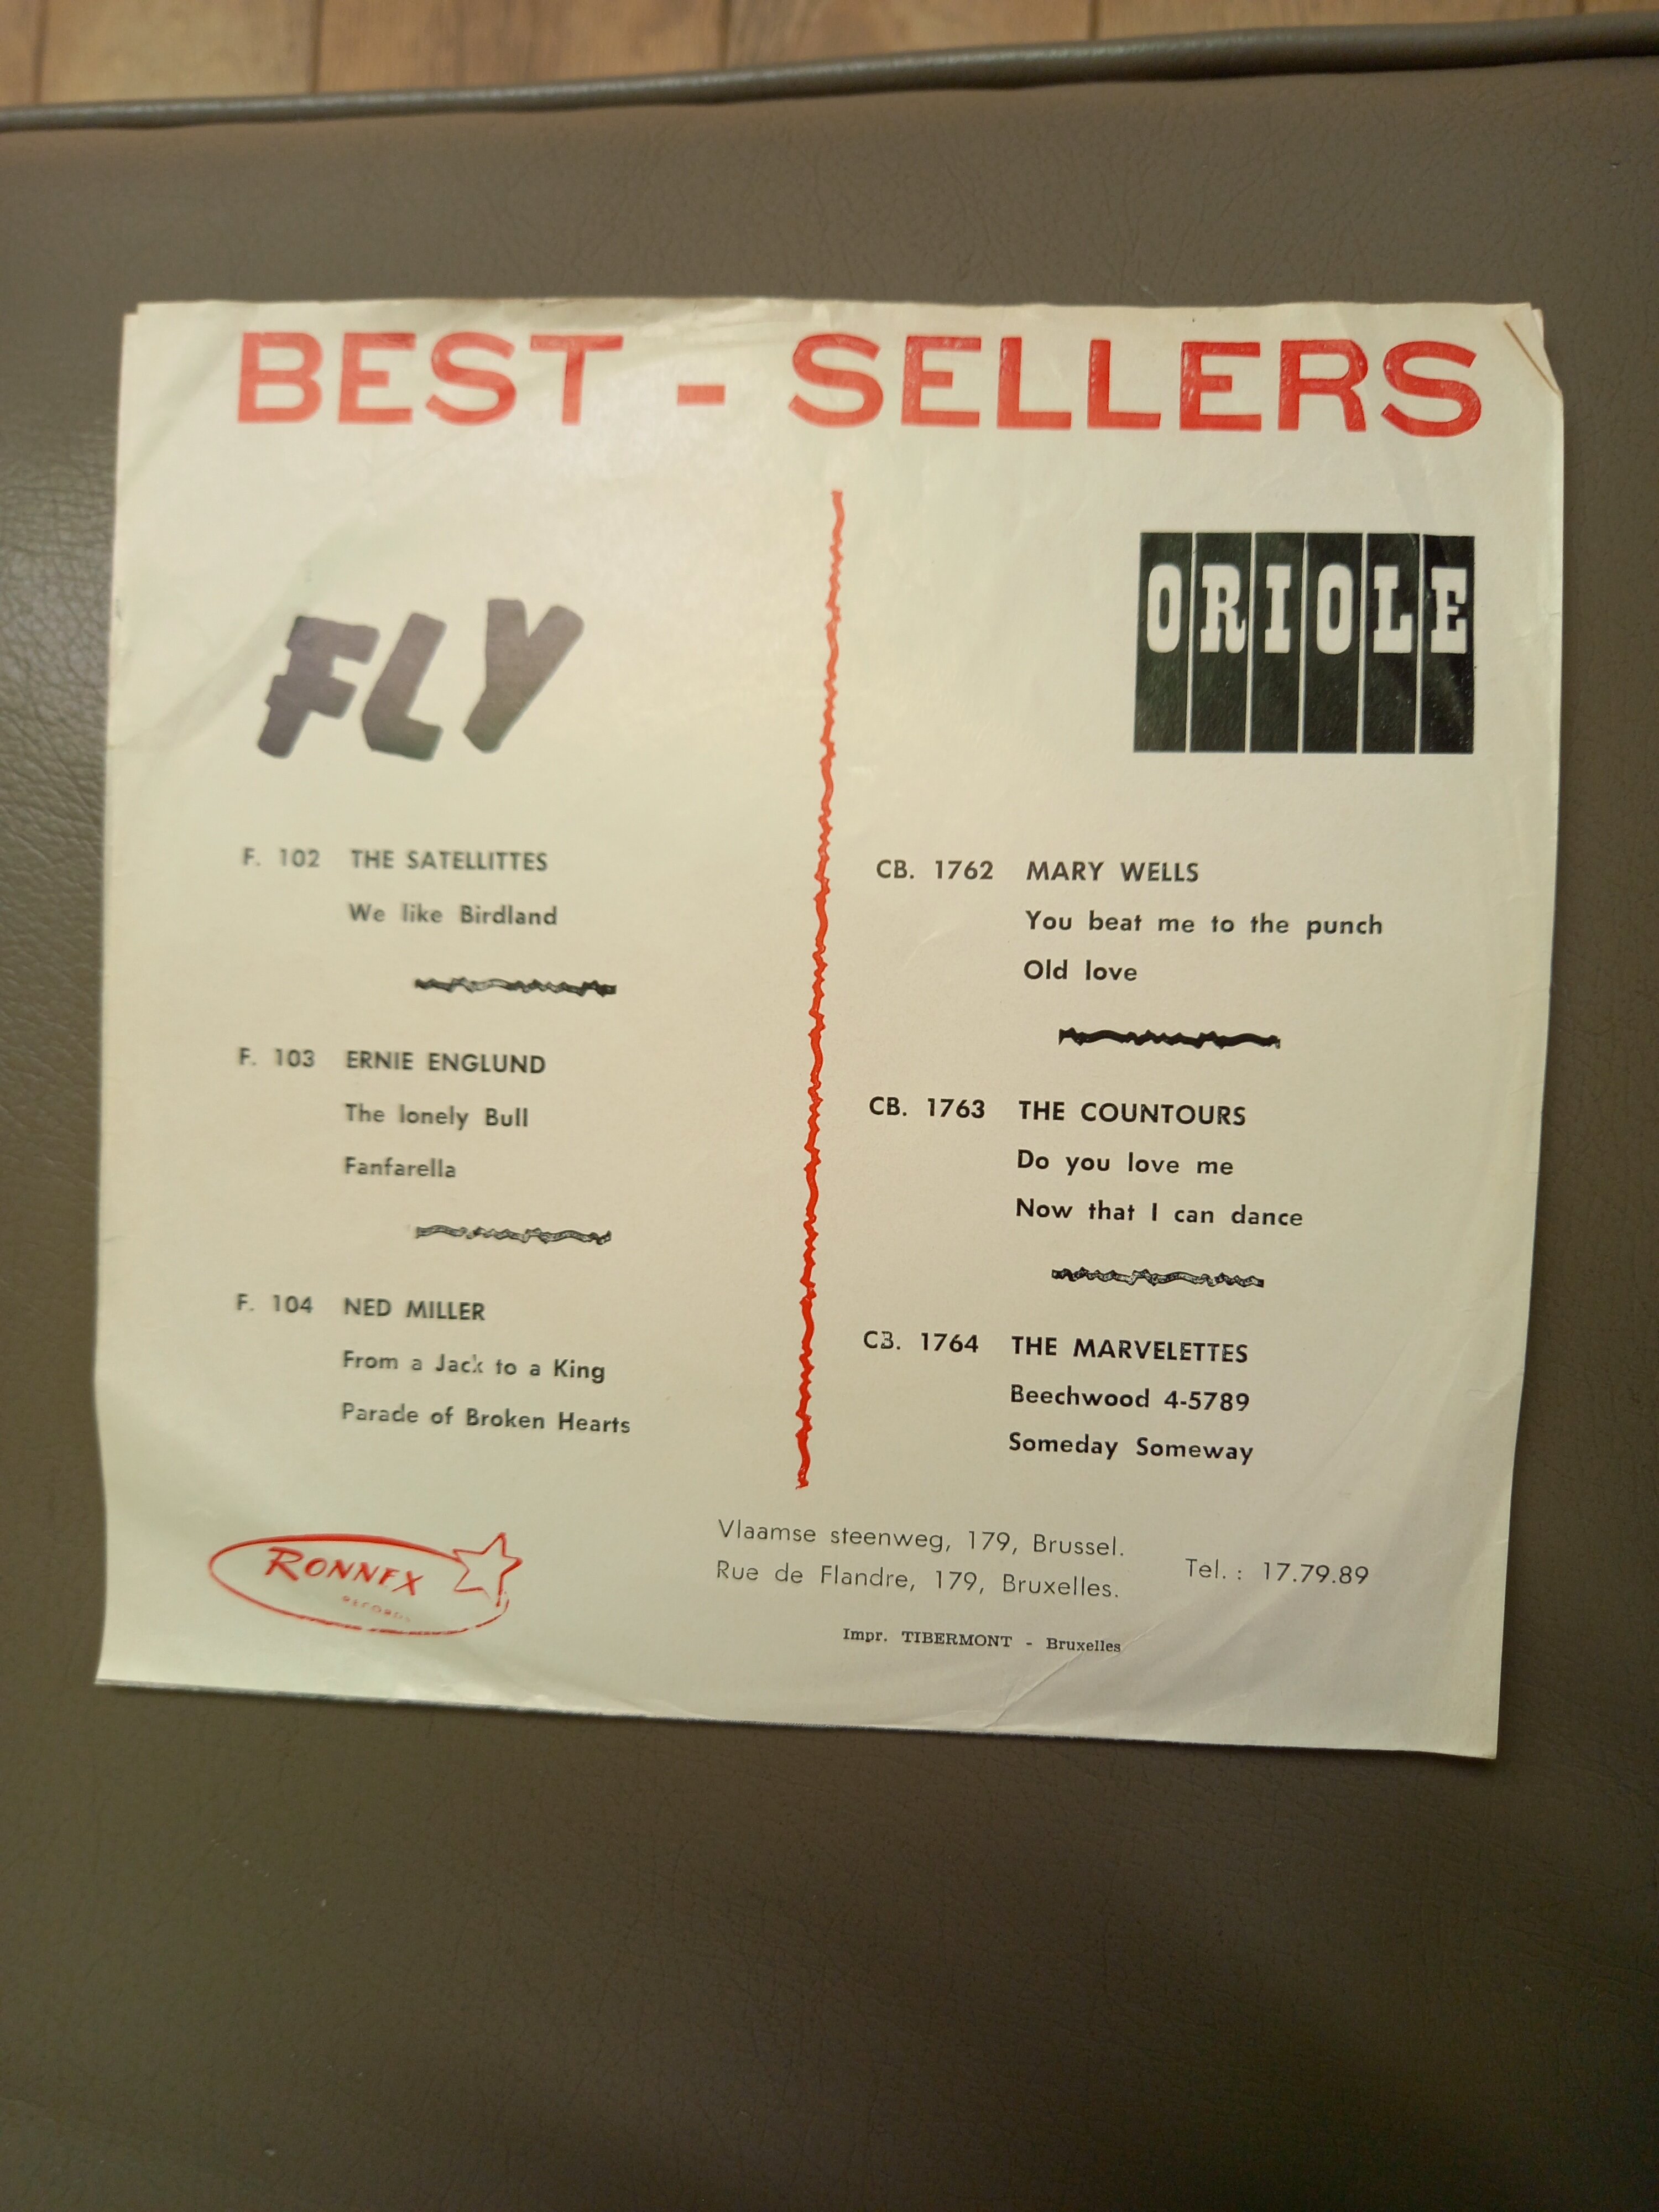 BEST - SELLERS
FLY
F. 102 THE SATELLITTES
We like Birdland
F. 103 ERNIE ENGLUND
The lonely Bull
Fanfarella
F. 104 NED MILLER
From a Jack to a King
Parade of Broken Hearts
ORIOLE
CB. 1762 MARY WELLS
You beat me to the punch
Old love
CB. 1763 THE COUNTOURS
Do you love me
Now that I can dance
CB. 1764 THE MARVELETTES
Beechwood 4-5789
Someday Someway
RONNEX
RECORDS
Vlaamse steenweg, 179, Brussel.
Rue de Flandre, 179, Bruxelles.
Tel. : 17.79.89
Impr. TIBERMONT - Bruxelles